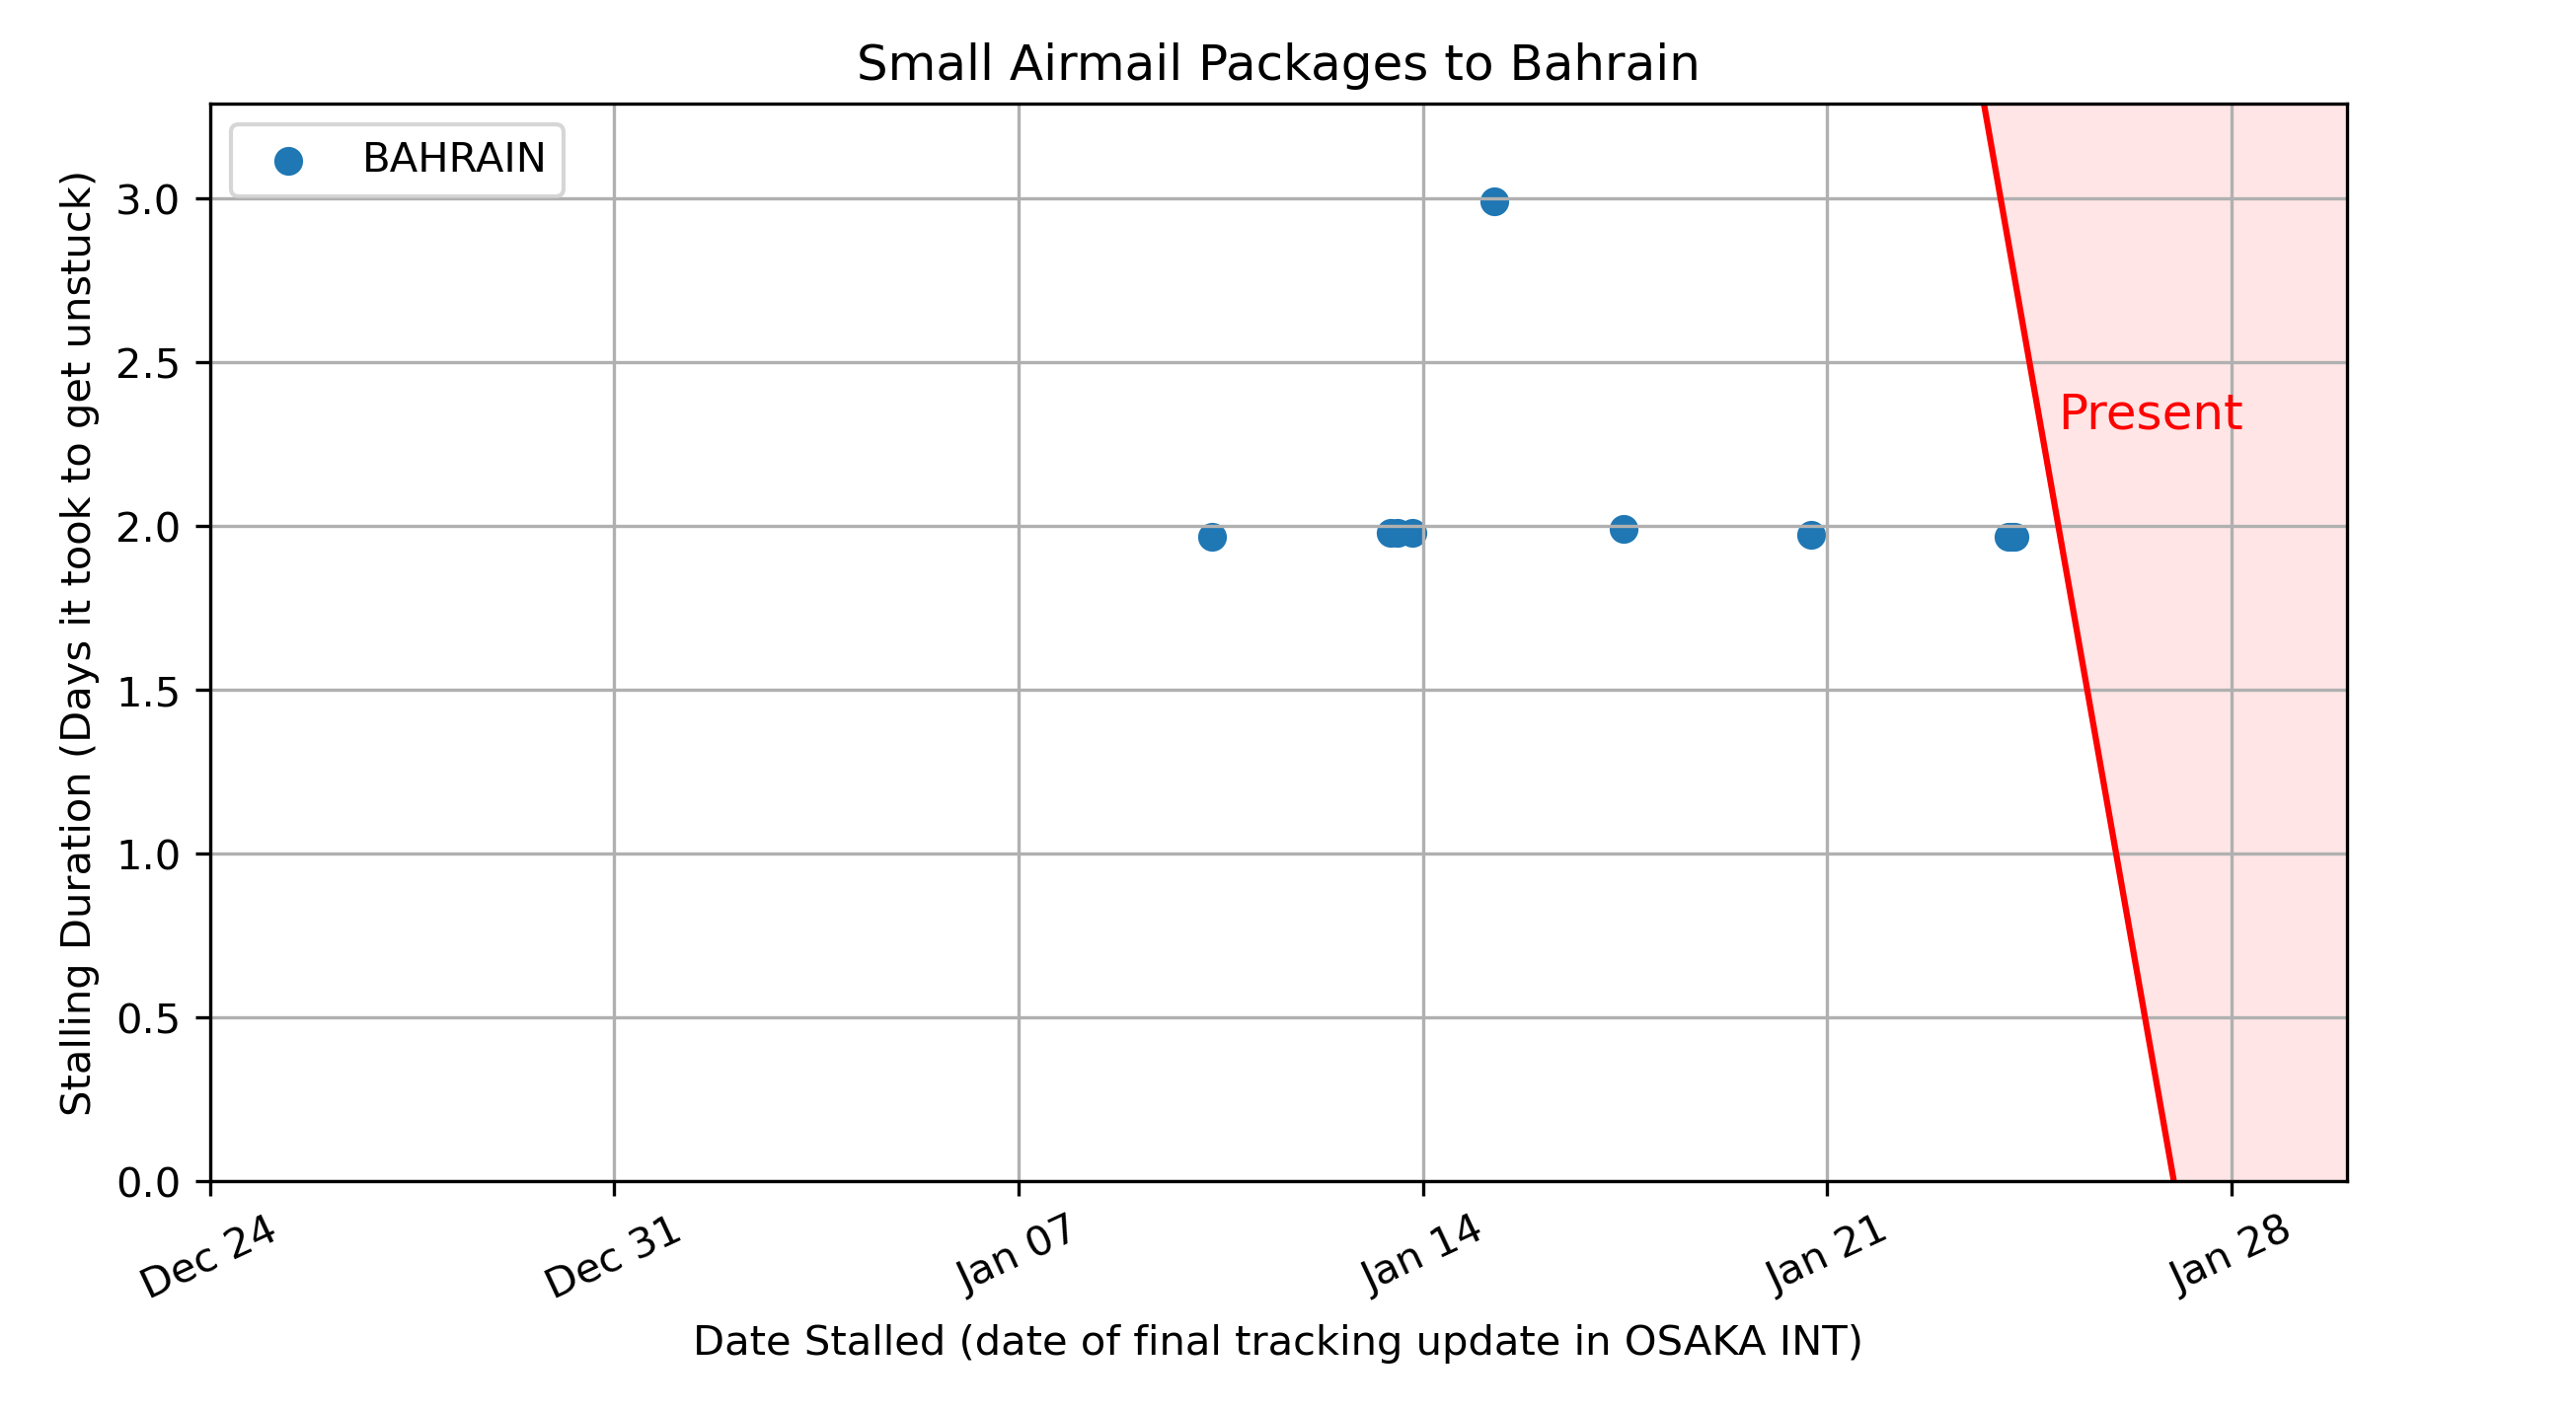 Small Airmail Packages to Bahrain
BAHRAIN
Stalling Duration (Days it took to get unstuck)
3.0
2.5
2.0
1.5
1.0
0.5
0.0
Present
Dec 24
Dec 31
Jan 07
Jan 14
Jan 21
Jan 28
Date Stalled (date of final tracking update in OSAKA INT)